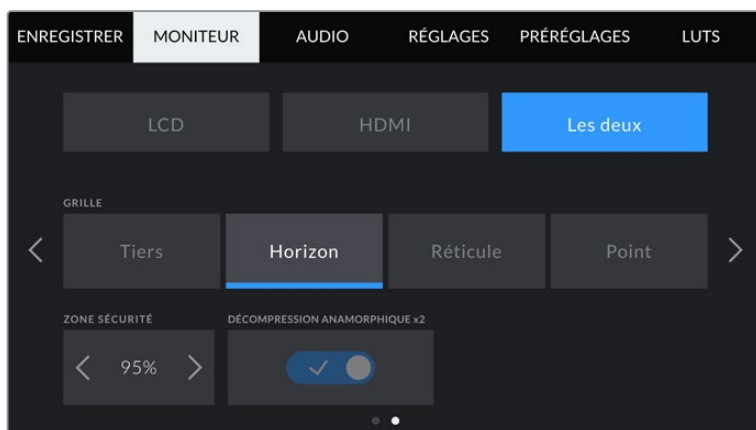 ENREGISTRER MONITEUR AUDIO RÉGLAGES PRÉRÉGLAGES LUTS
LCD HDMI Les deux
GRILLE
Tiers Horizon Réticule Point
ZONE SÉCURITÉ DÉCOMPRESSION ANAMORPHIQUE x2
95%